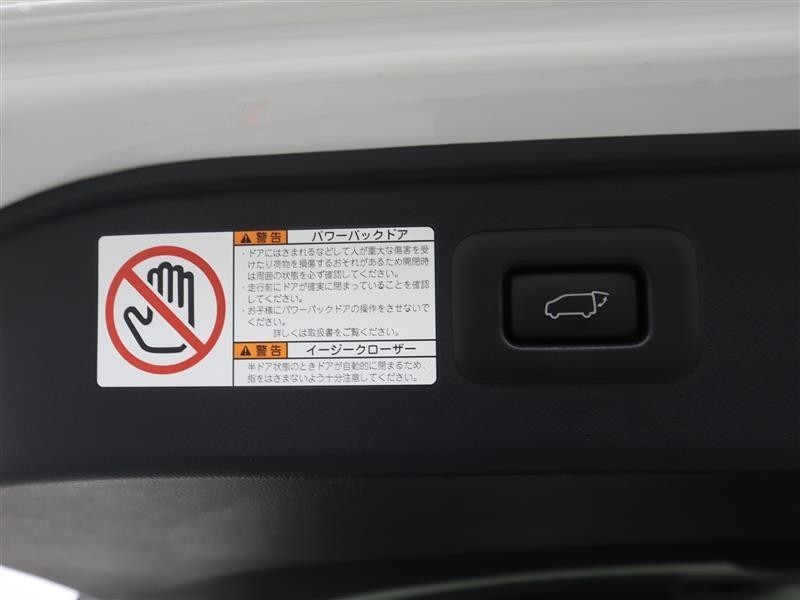 警告 パワーバックドア
・ドアにはさまれるなどして人が重大な傷害を受
けたり荷物を損傷するおそれがあるため開閉時
は周囲の状態を必ず確認してください。
・走行前にドアが確実に閉まっていることを確認
してください。
・お子様にパワーバックドアの操作をさせないで
ください。
詳しくは取扱書をご覧ください。
警告 イージークローザー
半ドア状態のときドアが自動的に閉まるため、
指をはさまないよう十分注意してください。